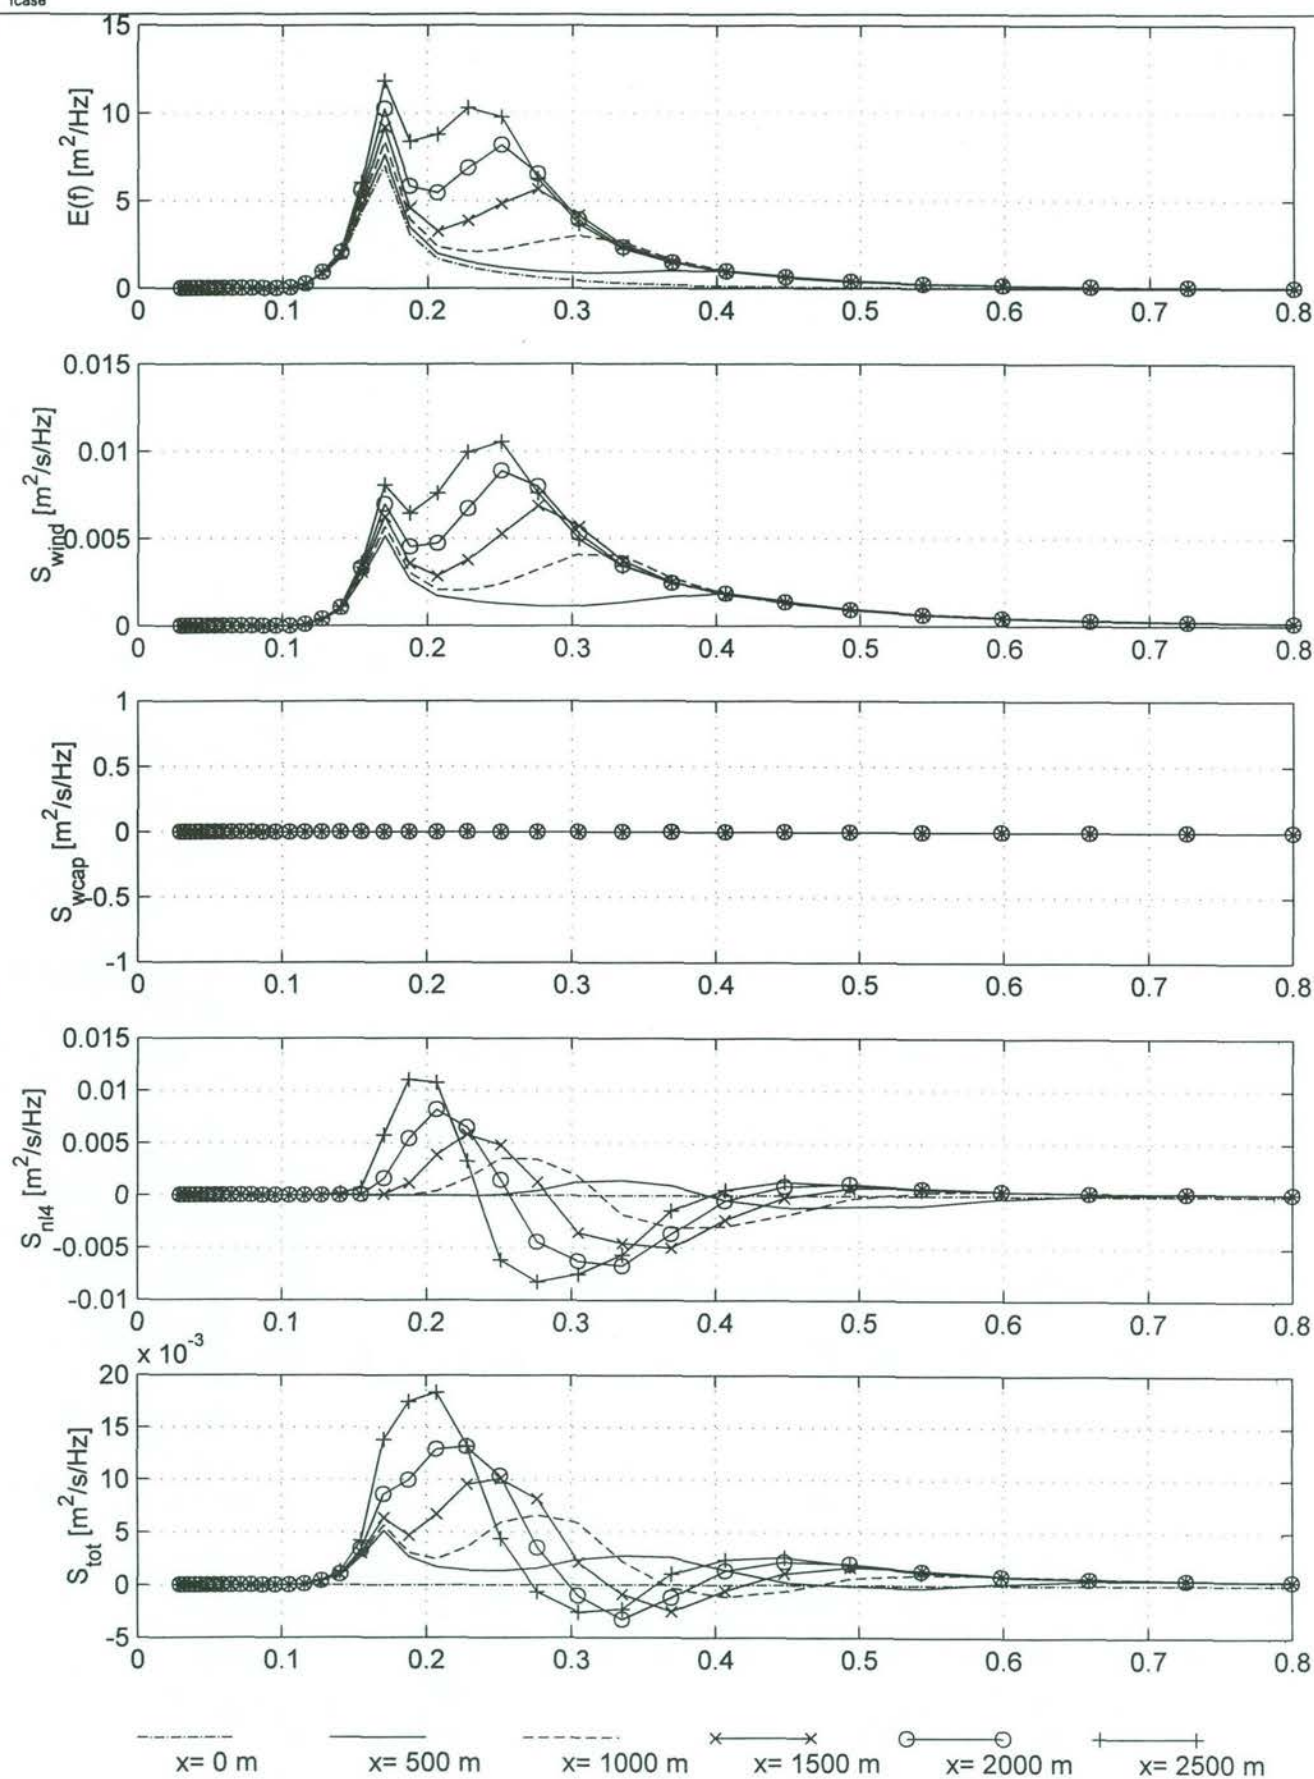 fcase
15
10
5
0
E(f) [m²/Hz]
0 0.1 0.2 0.3 0.4 0.5 0.6 0.7 0.8
0.015
0.01
0.005
0
S_wind [m²/s/Hz]
0 0.1 0.2 0.3 0.4 0.5 0.6 0.7 0.8
1
0.5
0
-0.5
-1
S_wcap [m²/s/Hz]
0 0.1 0.2 0.3 0.4 0.5 0.6 0.7 0.8
0.015
0.01
0.005
0
-0.005
-0.01
S_nl4 [m²/s/Hz]
0 0.1 0.2 0.3 0.4 0.5 0.6 0.7 0.8
x 10⁻³
20
15
10
5
0
-5
S_tot [m²/s/Hz]
0 0.1 0.2 0.3 0.4 0.5 0.6 0.7 0.8
x= 0 m x= 500 m x= 1000 m x= 1500 m x= 2000 m x= 2500 m